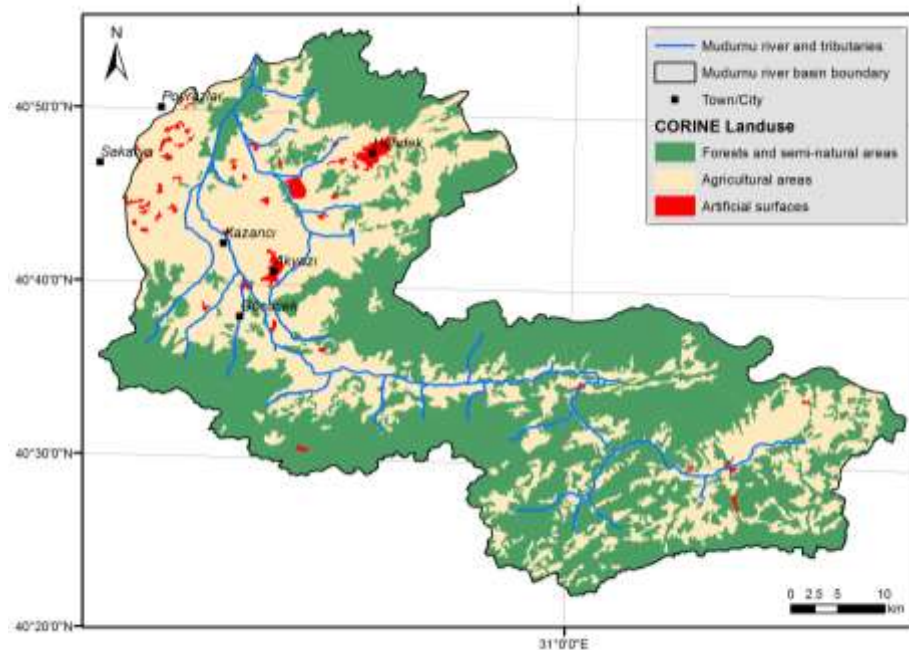 N
40°50'0"N
40°40'0"N
40°30'0"N
40°20'0"N
31°0'0"E
Poyrazlar
Sakarya
Hendek
Kazancı
Akyazı
Mudurnu river and tributaries
Mudurnu river basin boundary
Town/City
CORINE Landuse
Forests and semi-natural areas
Agricultural areas
Artificial surfaces
0 2.5 5 10
km